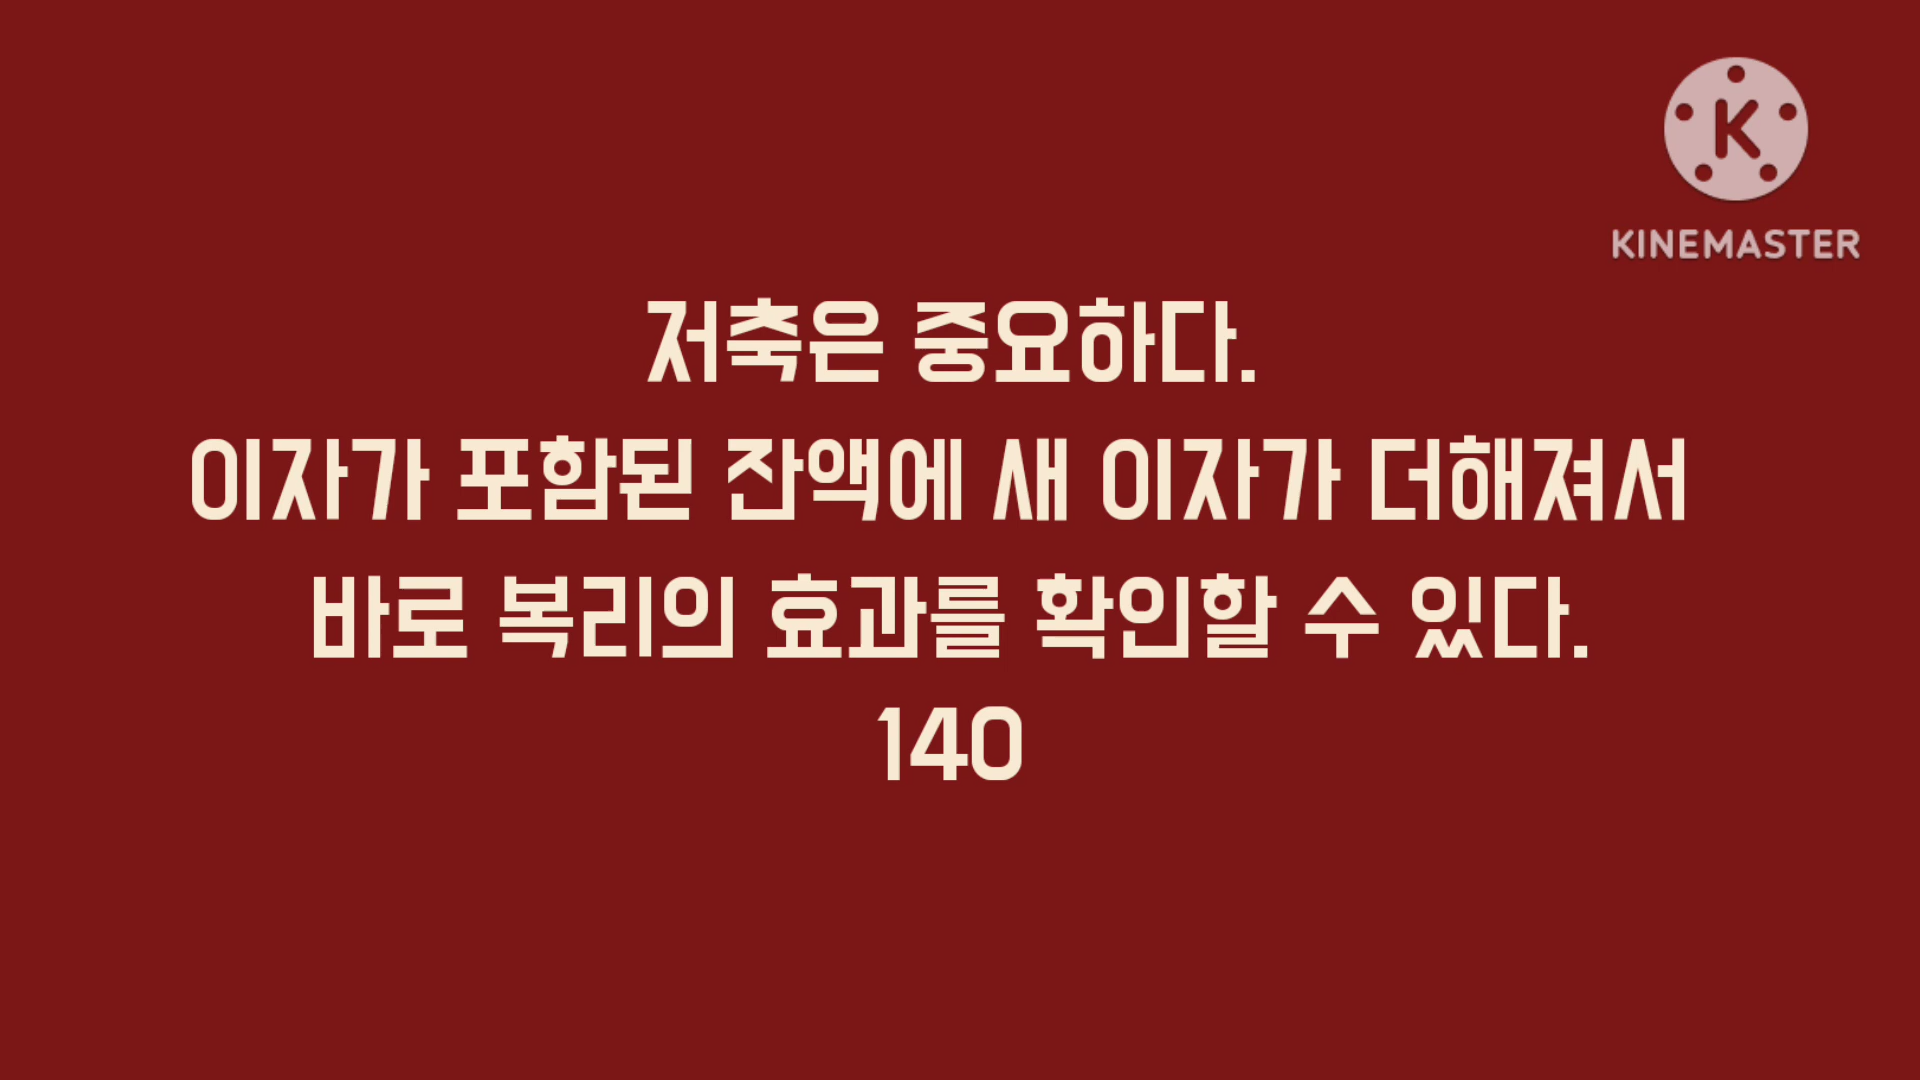 K
KINEMASTER
저축은 중요하다.
이자가 포함된 잔액에 새 이자가 더해져서
바로 복리의 효과를 확인할 수 있다.
140